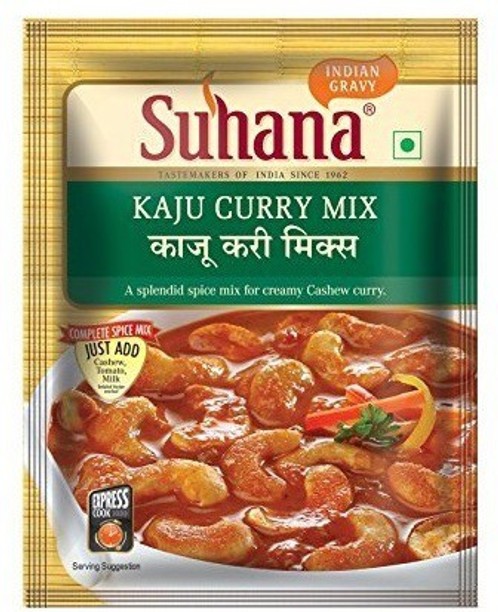 INDIAN
GRAVY
Suhana®
TASTEMAKERS OF INDIA SINCE 1962
KAJU CURRY MIX
काजू करी मिक्स
A splendid spice mix for creamy Cashew curry.
COMPLETE SPICE MIX
JUST ADD
Cashew,
Tomato,
Milk
EXPRESS
COOK
Serving Suggestion